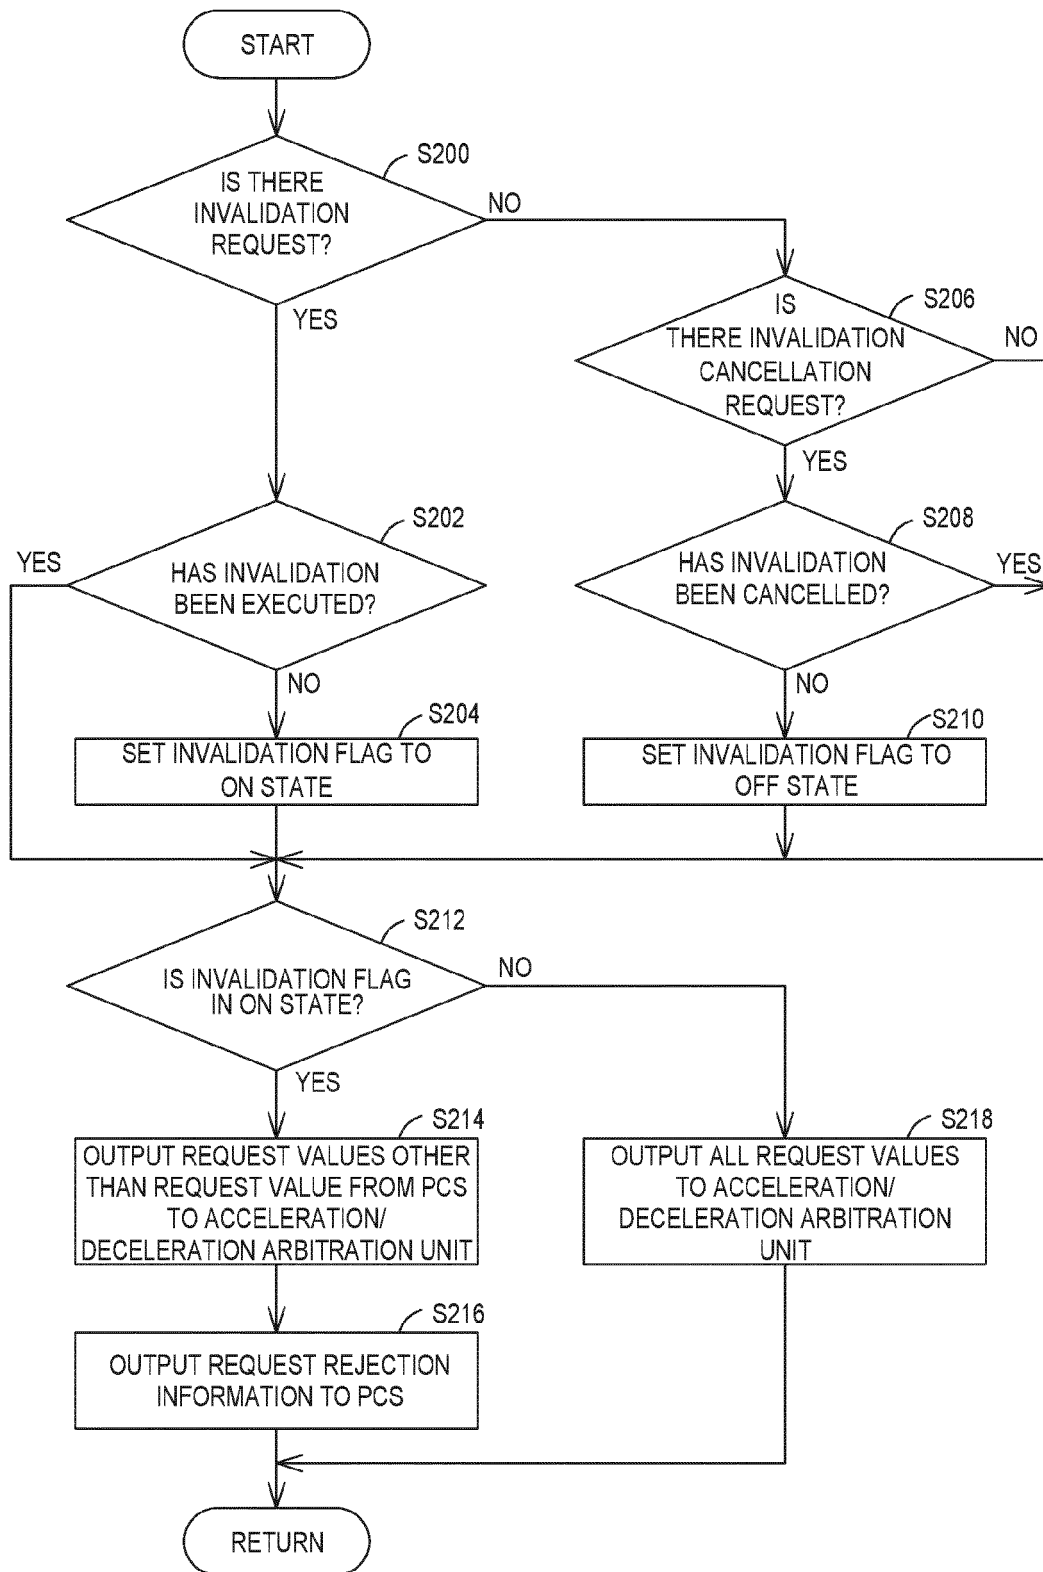 START
S200
IS THERE
INVALIDATION
REQUEST?
NO
YES
S206
IS
THERE INVALIDATION
CANCELLATION
REQUEST?
NO
YES
S202
YES
HAS INVALIDATION
BEEN EXECUTED?
NO
S208
HAS INVALIDATION
BEEN CANCELLED?
YES
NO
S204
SET INVALIDATION FLAG TO
ON STATE
S210
SET INVALIDATION FLAG TO
OFF STATE
S212
IS INVALIDATION FLAG
IN ON STATE?
NO
YES
S214
OUTPUT REQUEST VALUES OTHER
THAN REQUEST VALUE FROM PCS
TO ACCELERATION/
DECELERATION ARBITRATION UNIT
S218
OUTPUT ALL REQUEST VALUES
TO ACCELERATION/
DECELERATION ARBITRATION
UNIT
S216
OUTPUT REQUEST REJECTION
INFORMATION TO PCS
RETURN